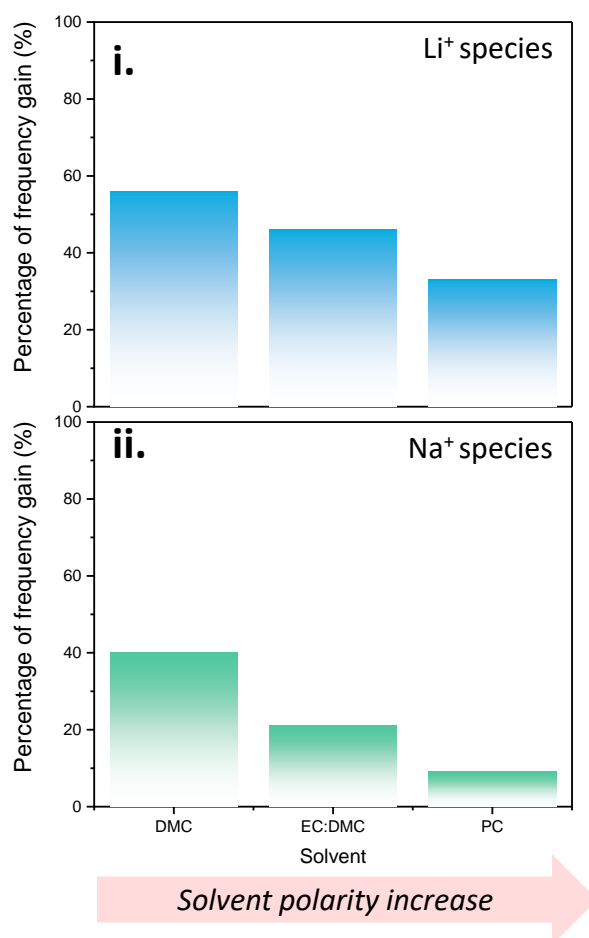 Percentage of frequency gain (%)
100
80
60
40
20
0
i.
Li⁺ species
Percentage of frequency gain (%)
100
80
60
40
20
0
ii.
Na⁺ species
DMC EC:DMC PC
Solvent
Solvent polarity increase